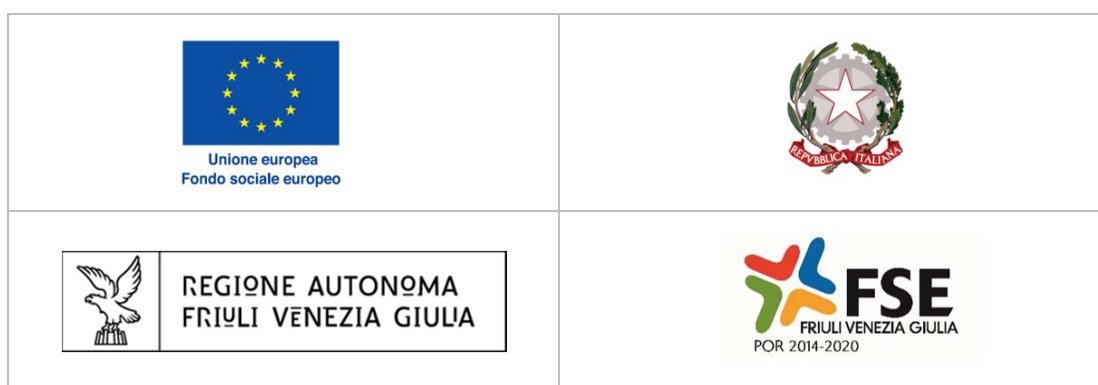 Unione europea
Fondo sociale europeo
REPVBBLICA ITALIANA
REGIONE AUTONOMA
FRIULI VENEZIA GIULIA
FSE
FRIULI VENEZIA GIULIA
POR 2014-2020